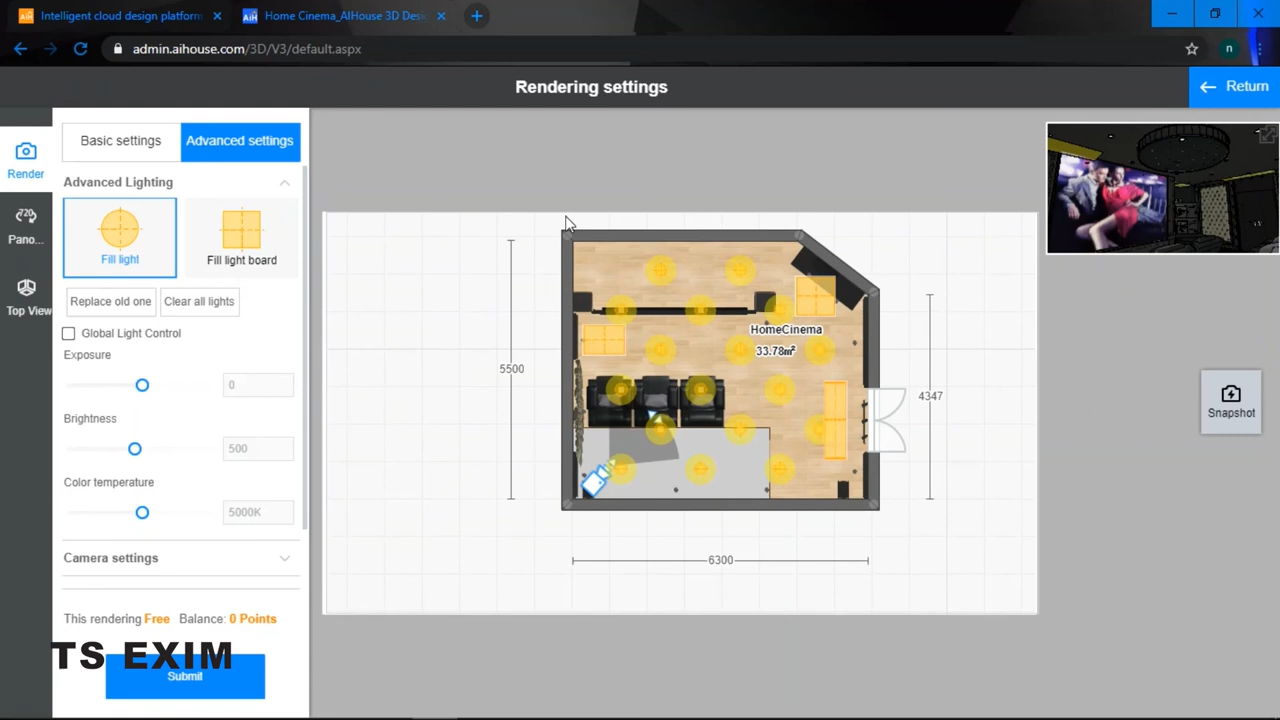 Intelligent cloud design platform
Home Cinema_AIHouse 3D Desi
admin.aihouse.com/3D/V3/default.aspx
n
Rendering settings
Return
Render
720
Pano...
Top View
Basic settings
Advanced settings
Advanced Lighting
Fill light
Fill light board
Replace old one
Clear all lights
Global Light Control
Exposure
0
Brightness
500
Color temperature
5000K
Camera settings
This rendering Free Balance: 0 Points
TS EXIM
Submit
5500
HomeCinema
33.78m²
4347
6300
Snapshot